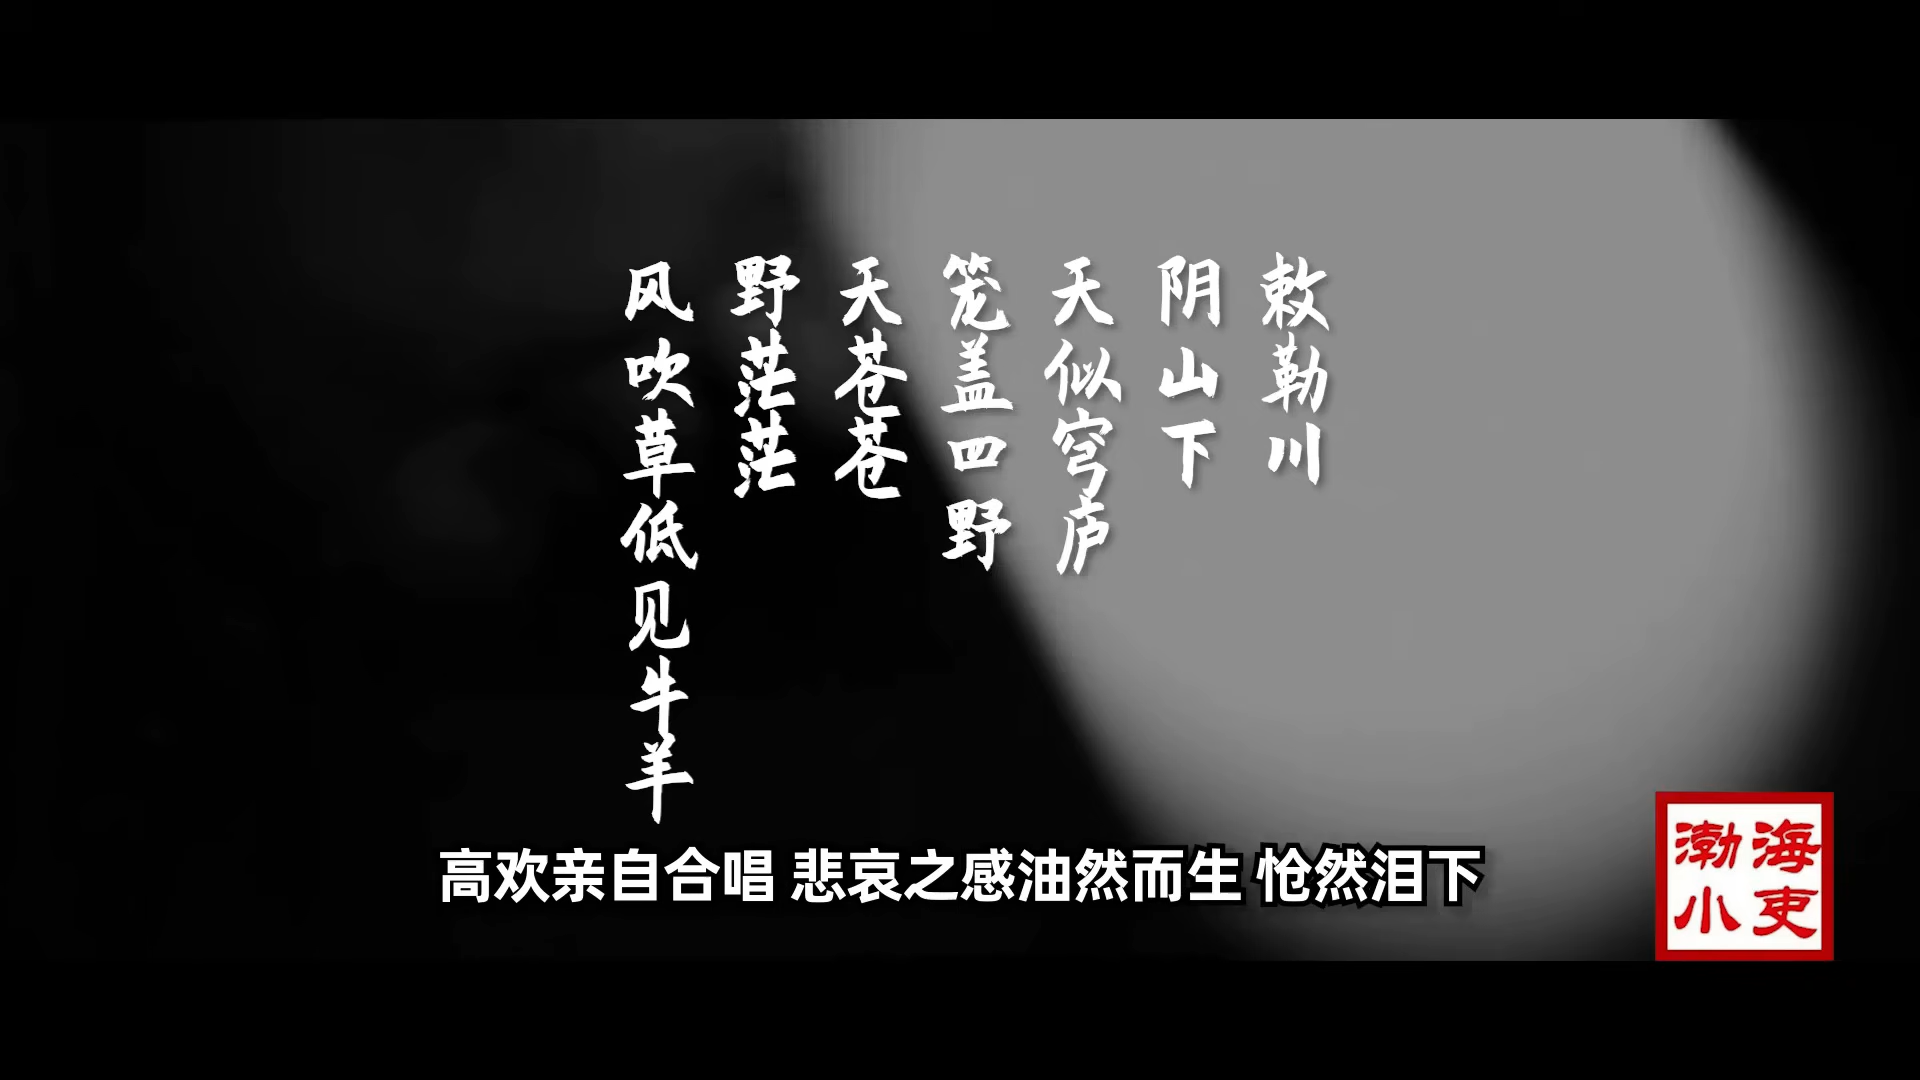 敕勒川
阴山下
天似穹庐
笼盖四野
天苍苍
野茫茫
风吹草低见牛羊
高欢亲自合唱 悲哀之感油然而生 怆然泪下
渤海
小吏